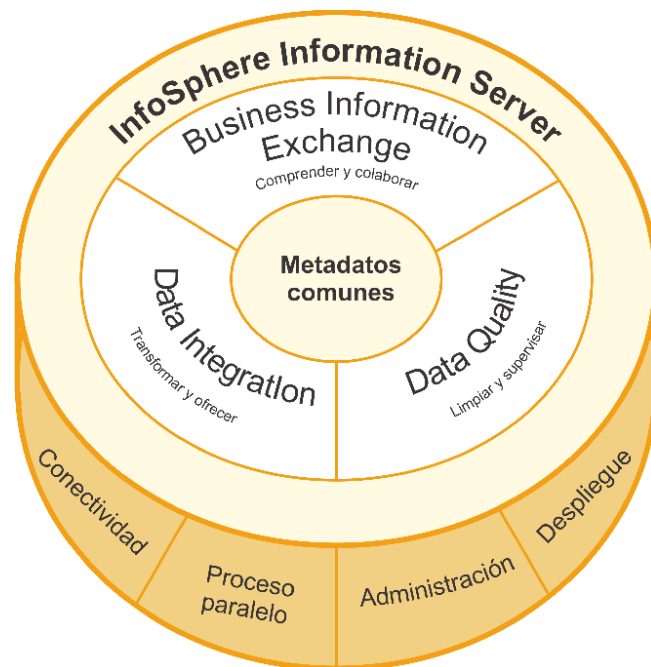 InfoSphere Information Server
Business Information
Exchange
Comprender y colaborar
Metadatos
comunes
Data IntegratIon
Transformar y ofrecer
Data Quality
Limpiar y supervisar
Conectividad
Proceso
paralelo
Administración
Despliegue